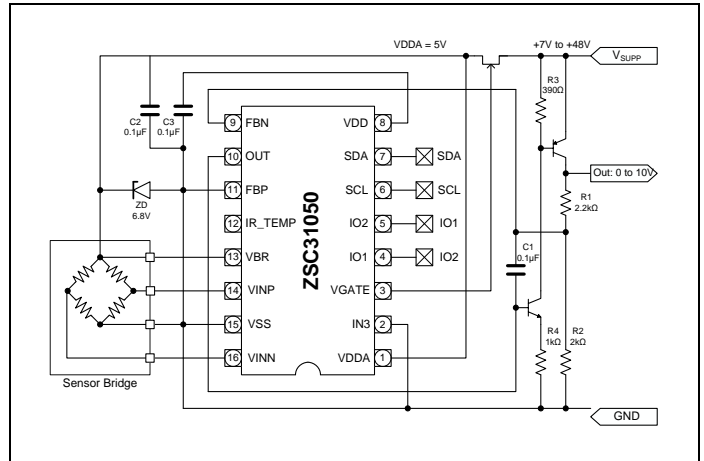 VDDA = 5V
+7V to +48V
VSUPP
R3
390Ω
C2
0.1µF
C3
0.1µF
9
FBN
VDD
8
10
OUT
SDA
7
SDA
11
FBP
SCL
6
SCL
12
IR_TEMP
IO2
5
IO1
13
VBR
IO1
4
IO2
14
VINP
VGATE
3
15
VSS
IN3
2
16
VINN
VDDA
1
ZSC31050
ZD
6.8V
Out: 0 to 10V
R1
2.2kΩ
C1
0.1µF
R4
1kΩ
R2
2kΩ
Sensor Bridge
GND